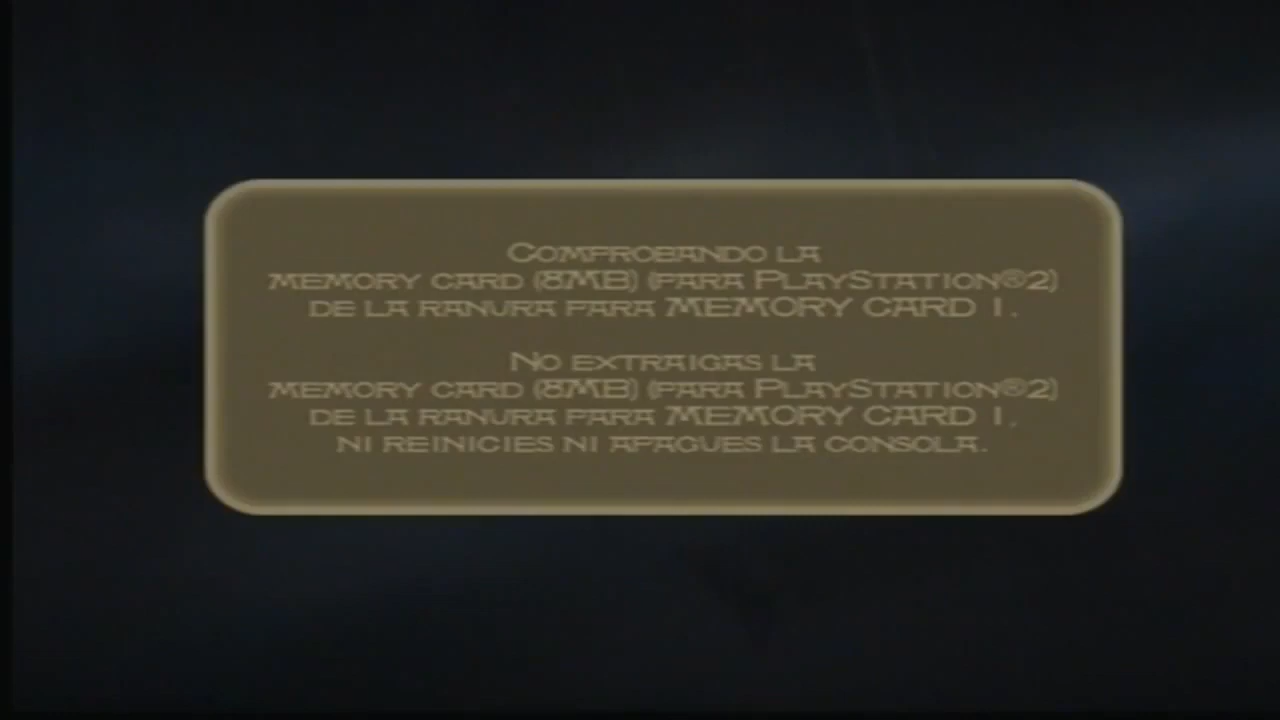 Comprobando la
memory card (8MB) (para PlayStation®2)
de la ranura para MEMORY CARD 1.
No extraigas la
memory card (8MB) (para PlayStation®2)
de la ranura para MEMORY CARD 1,
ni reinicies ni apagues la consola.